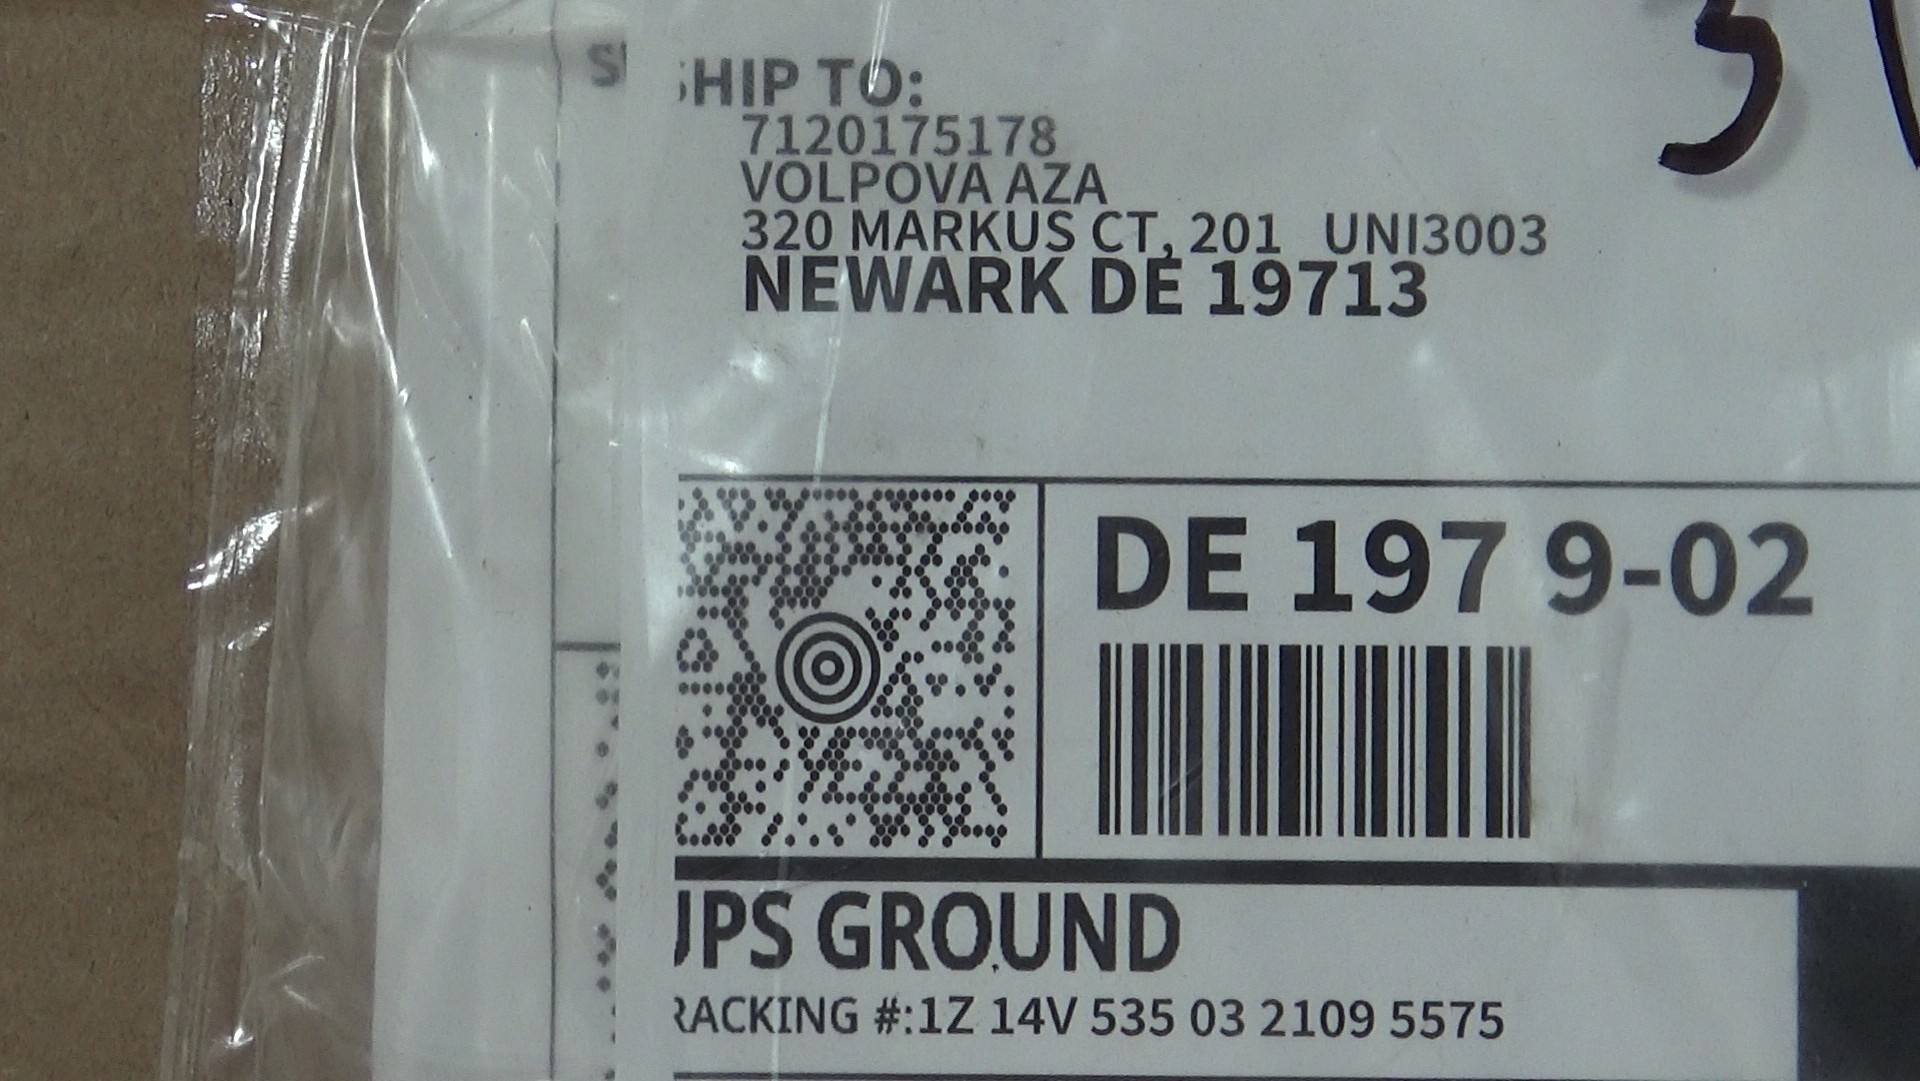 SHIP TO:
7120175178
VOLPOVA AZA
320 MARKUS CT, 201 UNI3003
NEWARK DE 19713
DE 197 9-02
UPS GROUND
TRACKING #:1Z 14V 535 03 2109 5575